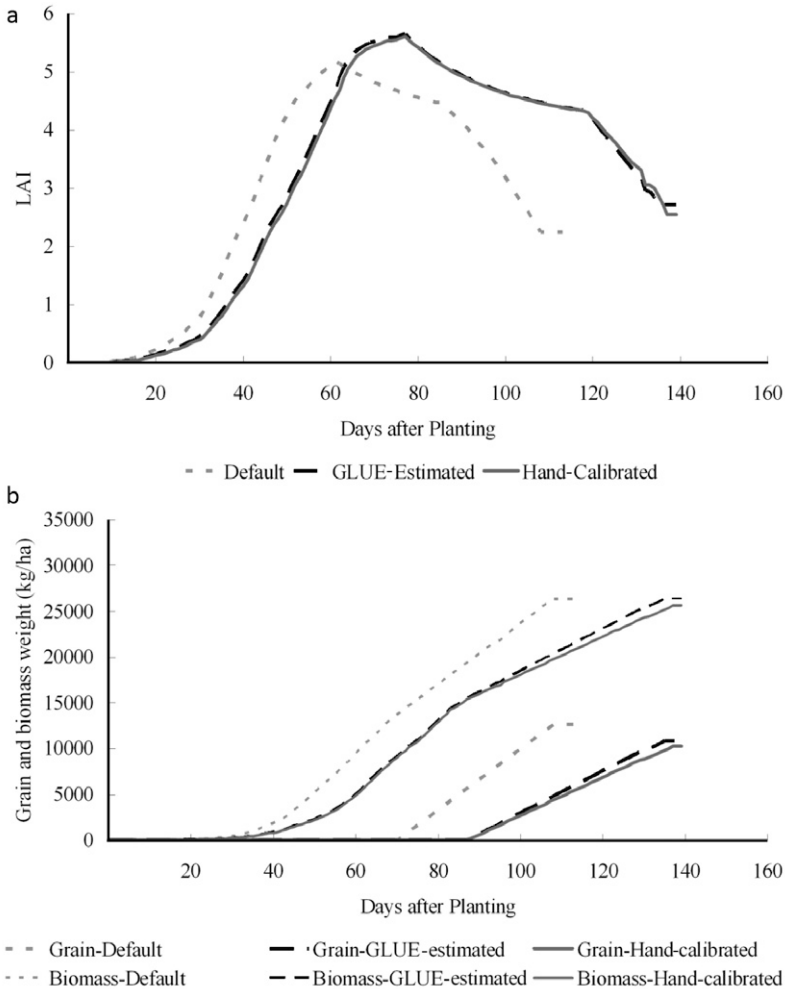 a
6
5
4
3
2
1
0
LAI
20 40 60 80 100 120 140 160
Days after Planting
Default GLUE-Estimated Hand-Calibrated
b
35000
30000
25000
20000
15000
10000
5000
0
Grain and biomass weight (kg/ha)
20 40 60 80 100 120 140 160
Days after Planting
Grain-Default Grain-GLUE-estimated Grain-Hand-calibrated
Biomass-Default Biomass-GLUE-estimated Biomass-Hand-calibrated